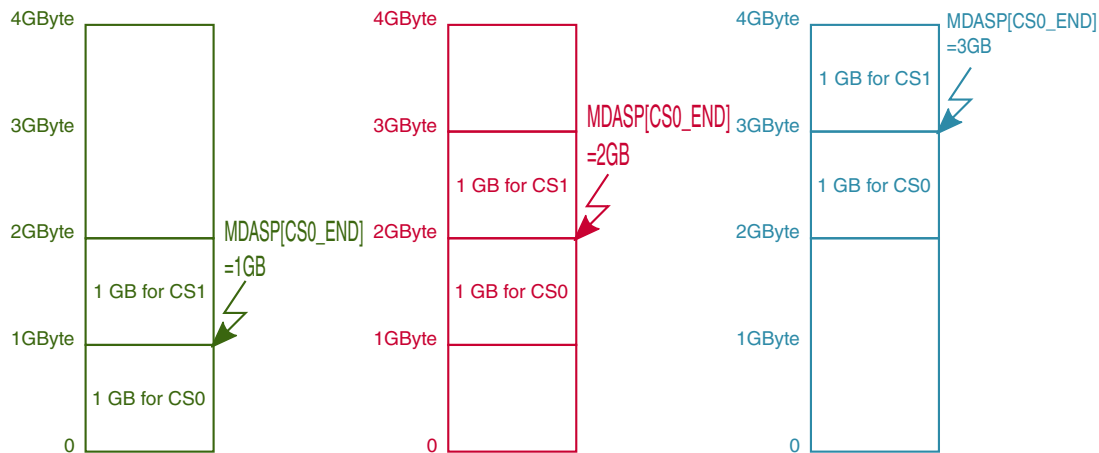 4GByte
3GByte
2GByte
MDASP[CS0_END]
=1GB
1 GB for CS1
1GByte
1 GB for CS0
0
4GByte
3GByte
MDASP[CS0_END]
=2GB
1 GB for CS1
2GByte
1 GB for CS0
1GByte
0
4GByte
MDASP[CS0_END]
=3GB
1 GB for CS1
3GByte
1 GB for CS0
2GByte
1GByte
0